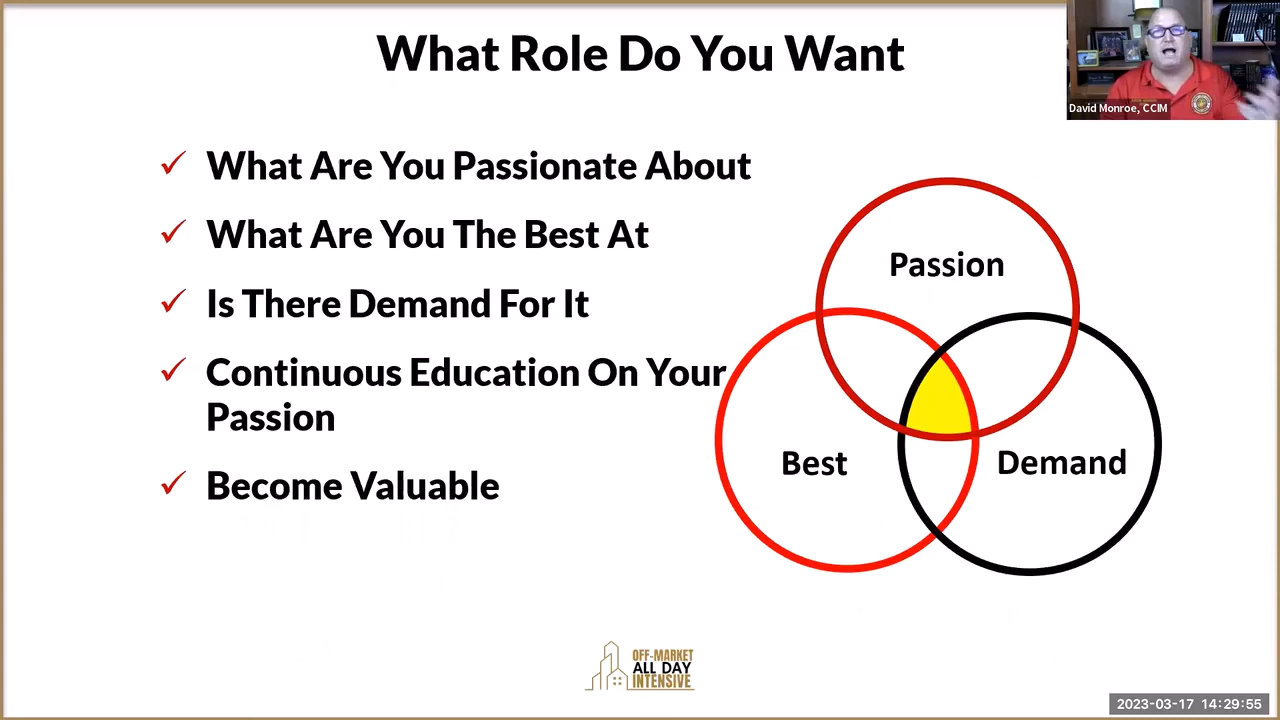 What Role Do You Want
David Monroe, CCIM
What Are You Passionate About
What Are You The Best At
Is There Demand For It
Continuous Education On Your
Passion
Become Valuable
Passion
Best
Demand
OFF-MARKET
ALL DAY
INTENSIVE
2023-03-17 14:29:55